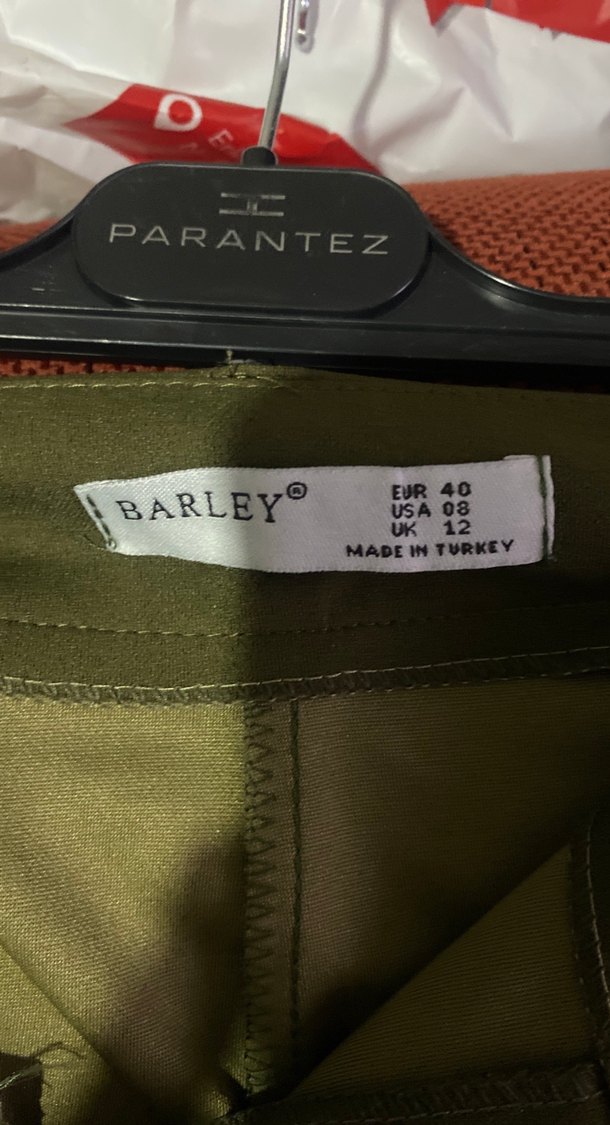 PARANTEZ
BARLEY®
EUR 40
USA 08
UK 12
MADE IN TURKEY